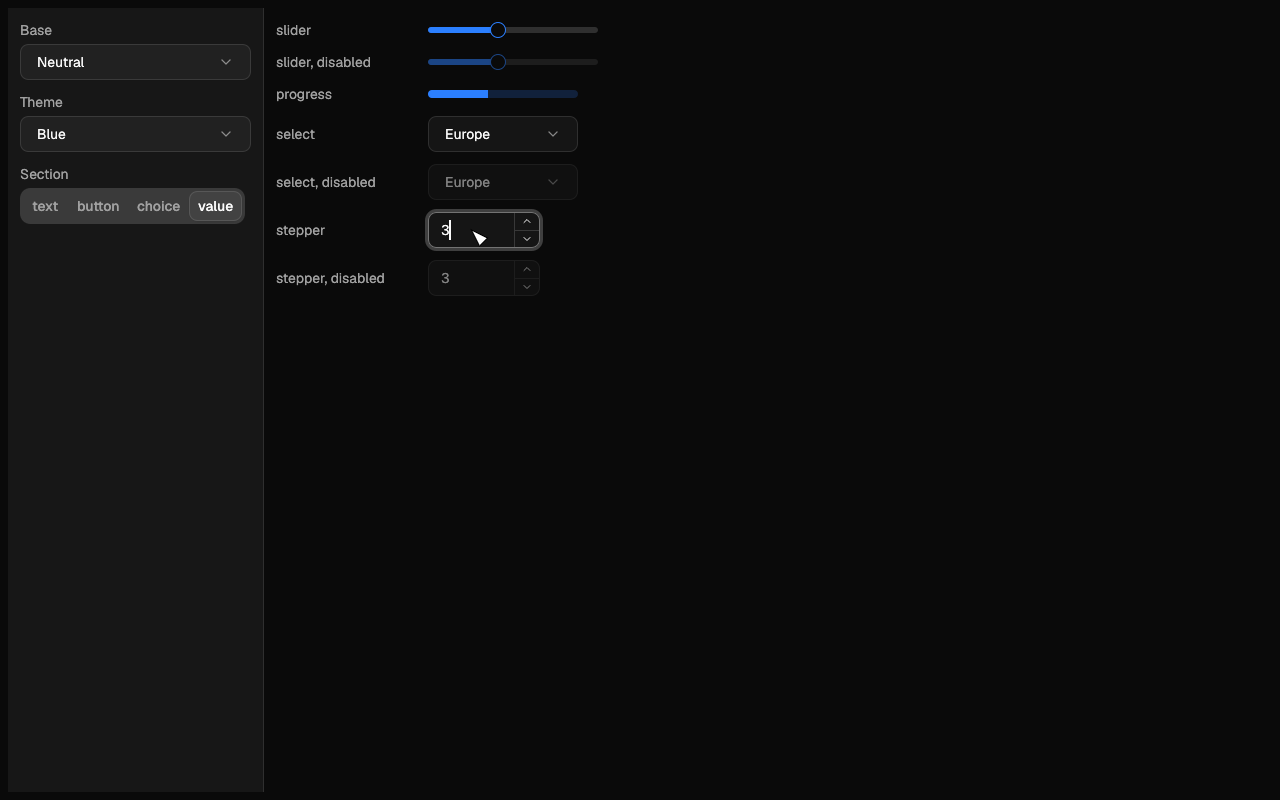 Base
Neutral
Theme
Blue
Section
text button choice value
slider
slider, disabled
progress
select Europe
select, disabled Europe
stepper 3
stepper, disabled 3